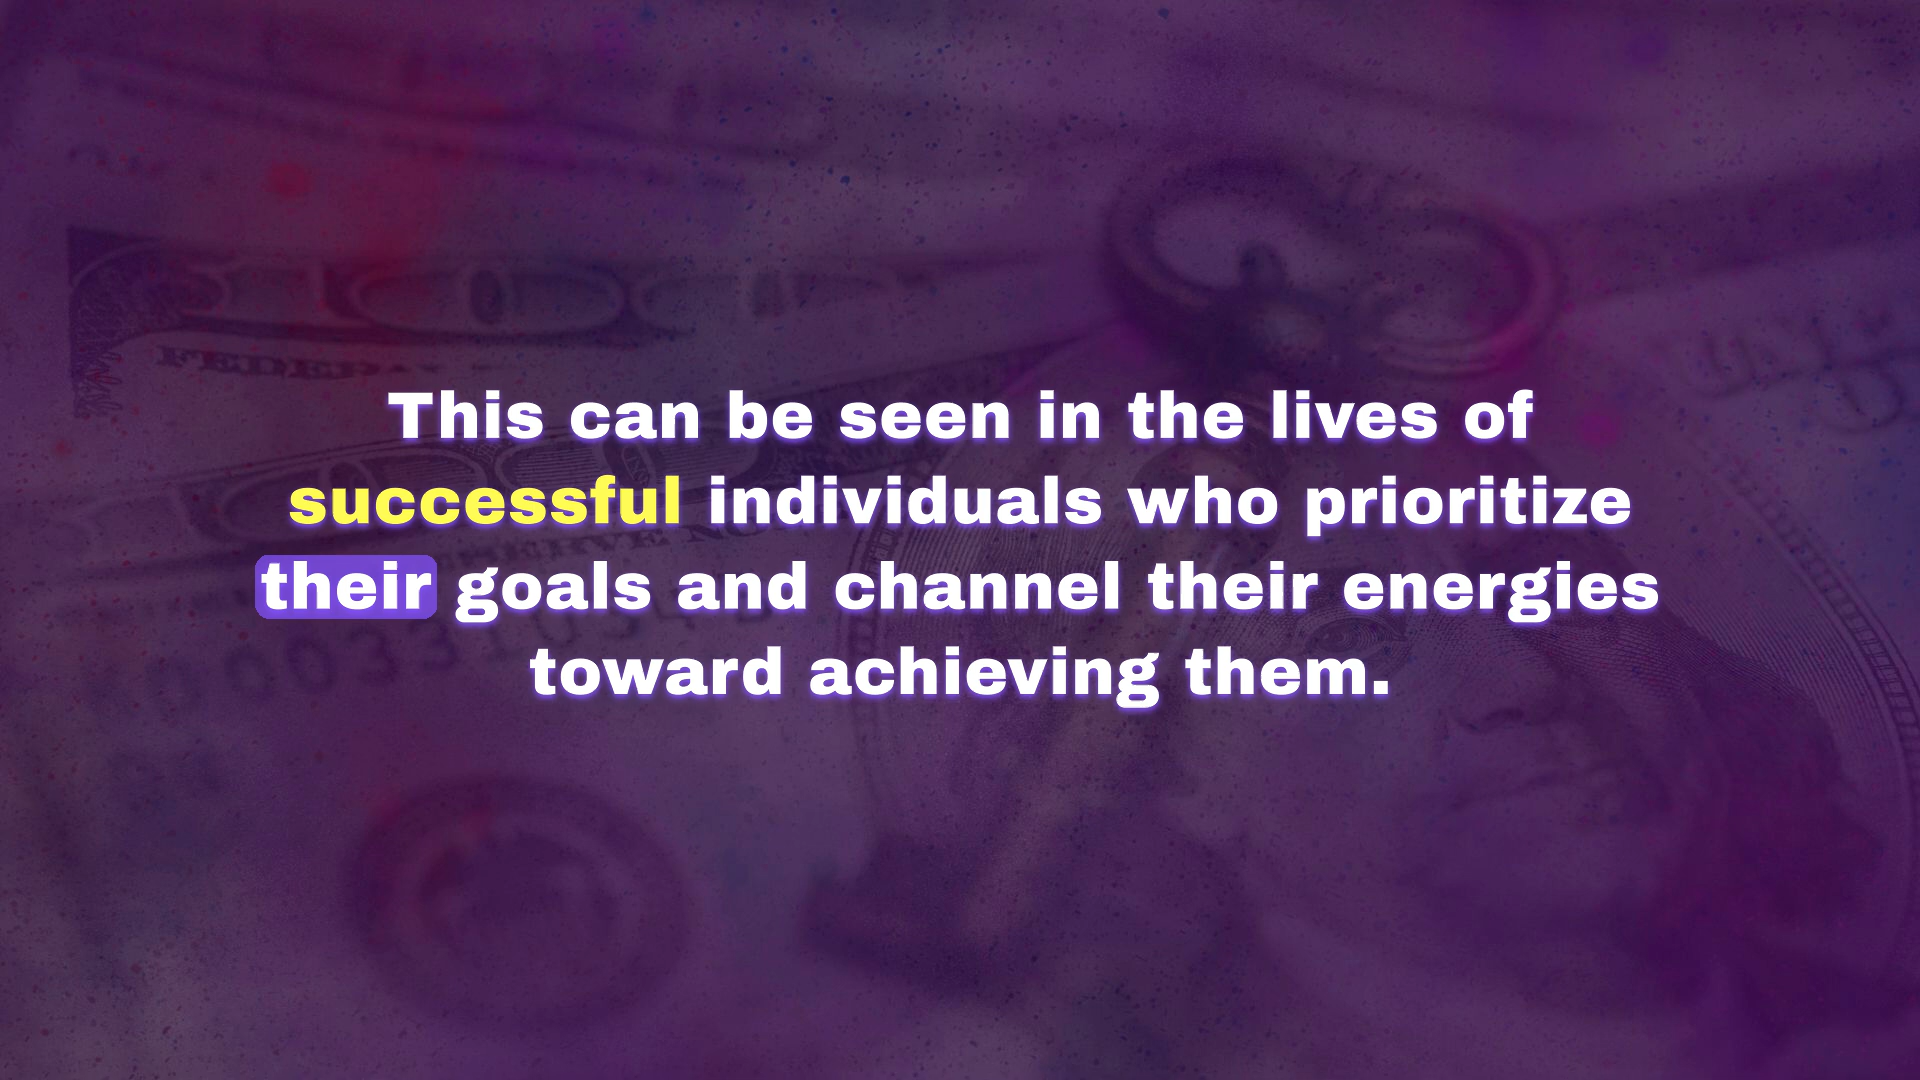 FEDERA
This can be seen in the lives of
successful individuals who prioritize
their goals and channel their energies
toward achieving them.